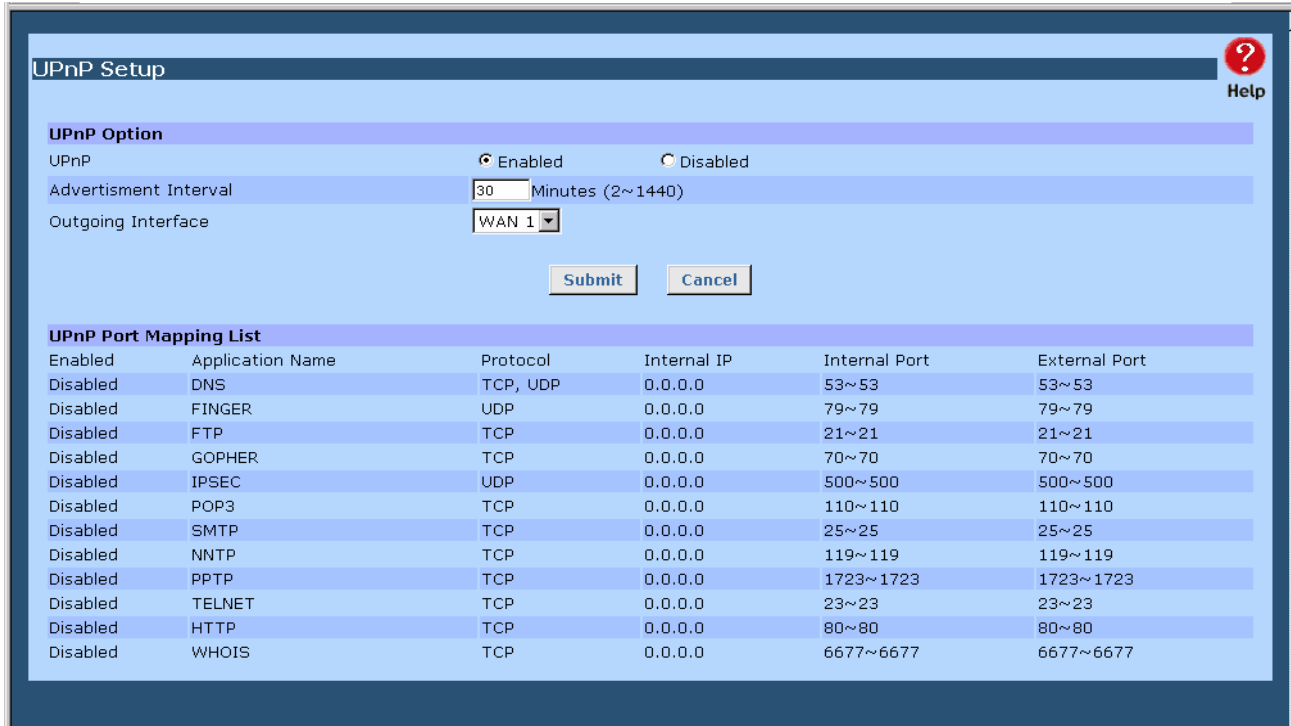 UPnP Setup
?
Help
UPnP Option
UPnP Enabled Disabled
Advertisment Interval 30 Minutes (2~1440)
Outgoing Interface WAN 1
Submit Cancel
UPnP Port Mapping List
Enabled Application Name Protocol Internal IP Internal Port External Port
Disabled DNS TCP, UDP 0.0.0.0 53~53 53~53
Disabled FINGER UDP 0.0.0.0 79~79 79~79
Disabled FTP TCP 0.0.0.0 21~21 21~21
Disabled GOPHER TCP 0.0.0.0 70~70 70~70
Disabled IPSEC UDP 0.0.0.0 500~500 500~500
Disabled POP3 TCP 0.0.0.0 110~110 110~110
Disabled SMTP TCP 0.0.0.0 25~25 25~25
Disabled NNTP TCP 0.0.0.0 119~119 119~119
Disabled PPTP TCP 0.0.0.0 1723~1723 1723~1723
Disabled TELNET TCP 0.0.0.0 23~23 23~23
Disabled HTTP TCP 0.0.0.0 80~80 80~80
Disabled WHOIS TCP 0.0.0.0 6677~6677 6677~6677